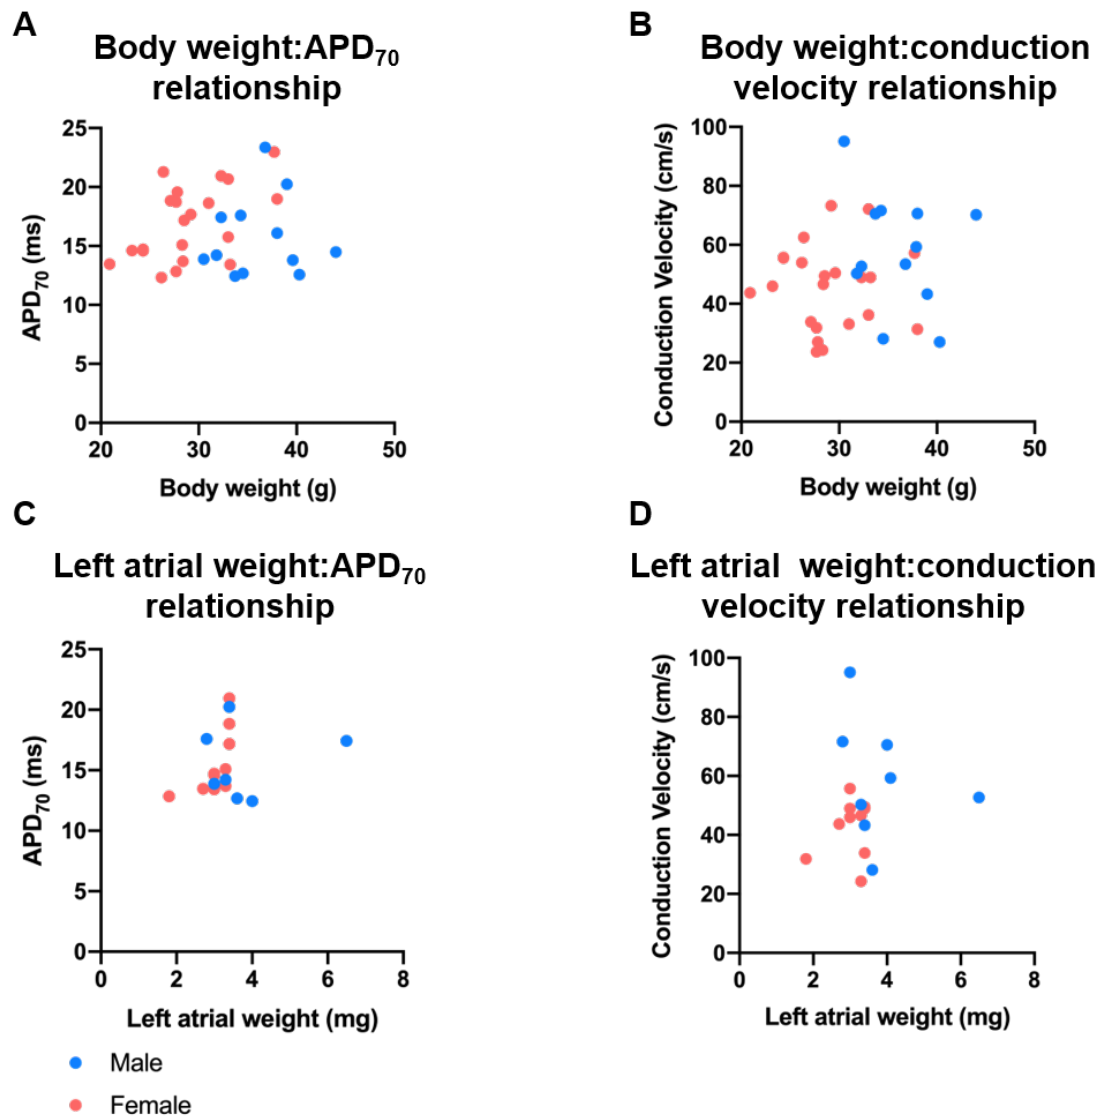 A
Body weight:APD70
relationship
25
20
15
10
5
0
APD70 (ms)
20 30 40 50
Body weight (g)
B
Body weight:conduction
velocity relationship
100
80
60
40
20
0
Conduction Velocity (cm/s)
20 30 40 50
Body weight (g)
C
Left atrial weight:APD70
relationship
25
20
15
10
5
0
APD70 (ms)
0 2 4 6 8
Left atrial weight (mg)
D
Left atrial weight:conduction
velocity relationship
100
80
60
40
20
0
Conduction Velocity (cm/s)
0 2 4 6 8
Left atrial weight (mg)
Male
Female